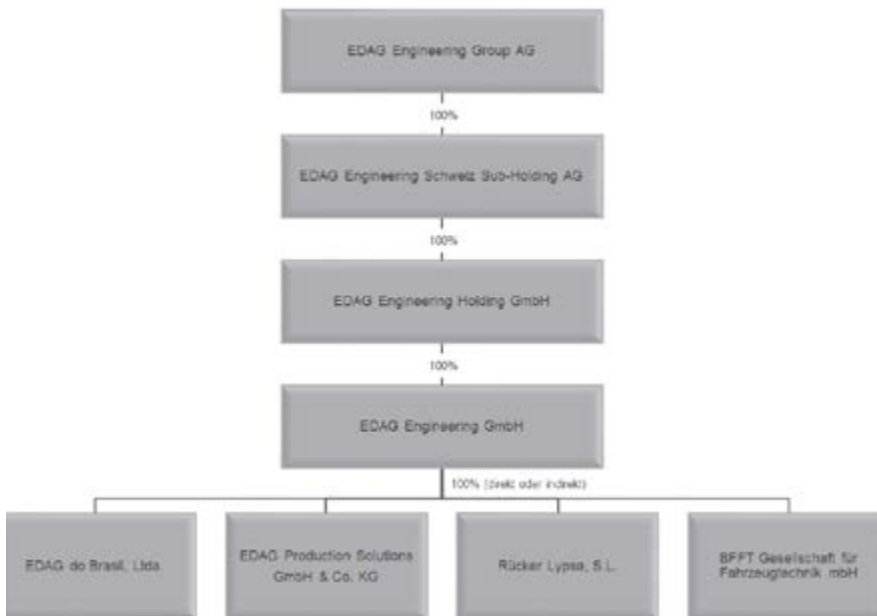 EDAG Engineering Group AG
100%
EDAG Engineering Schweiz Sub-Holding AG
100%
EDAG Engineering Holding GmbH
100%
EDAG Engineering GmbH
100% (direkt oder indirekt)
EDAG do Brasil, Ltda.
EDAG Production Solutions
GmbH & Co. KG
Rücker Lypsa, S.L.
BFFT Gesellschaft für
Fahrzeugtechnik mbH